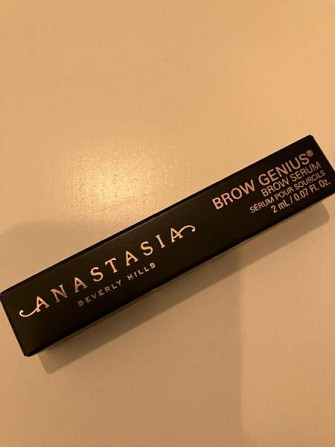 ANASTASIA
BEVERLY HILLS
BROW GENIUS®
BROW SERUM
SÉRUM POUR SOURCILS
2 mL/0.07 Fl. Oz.